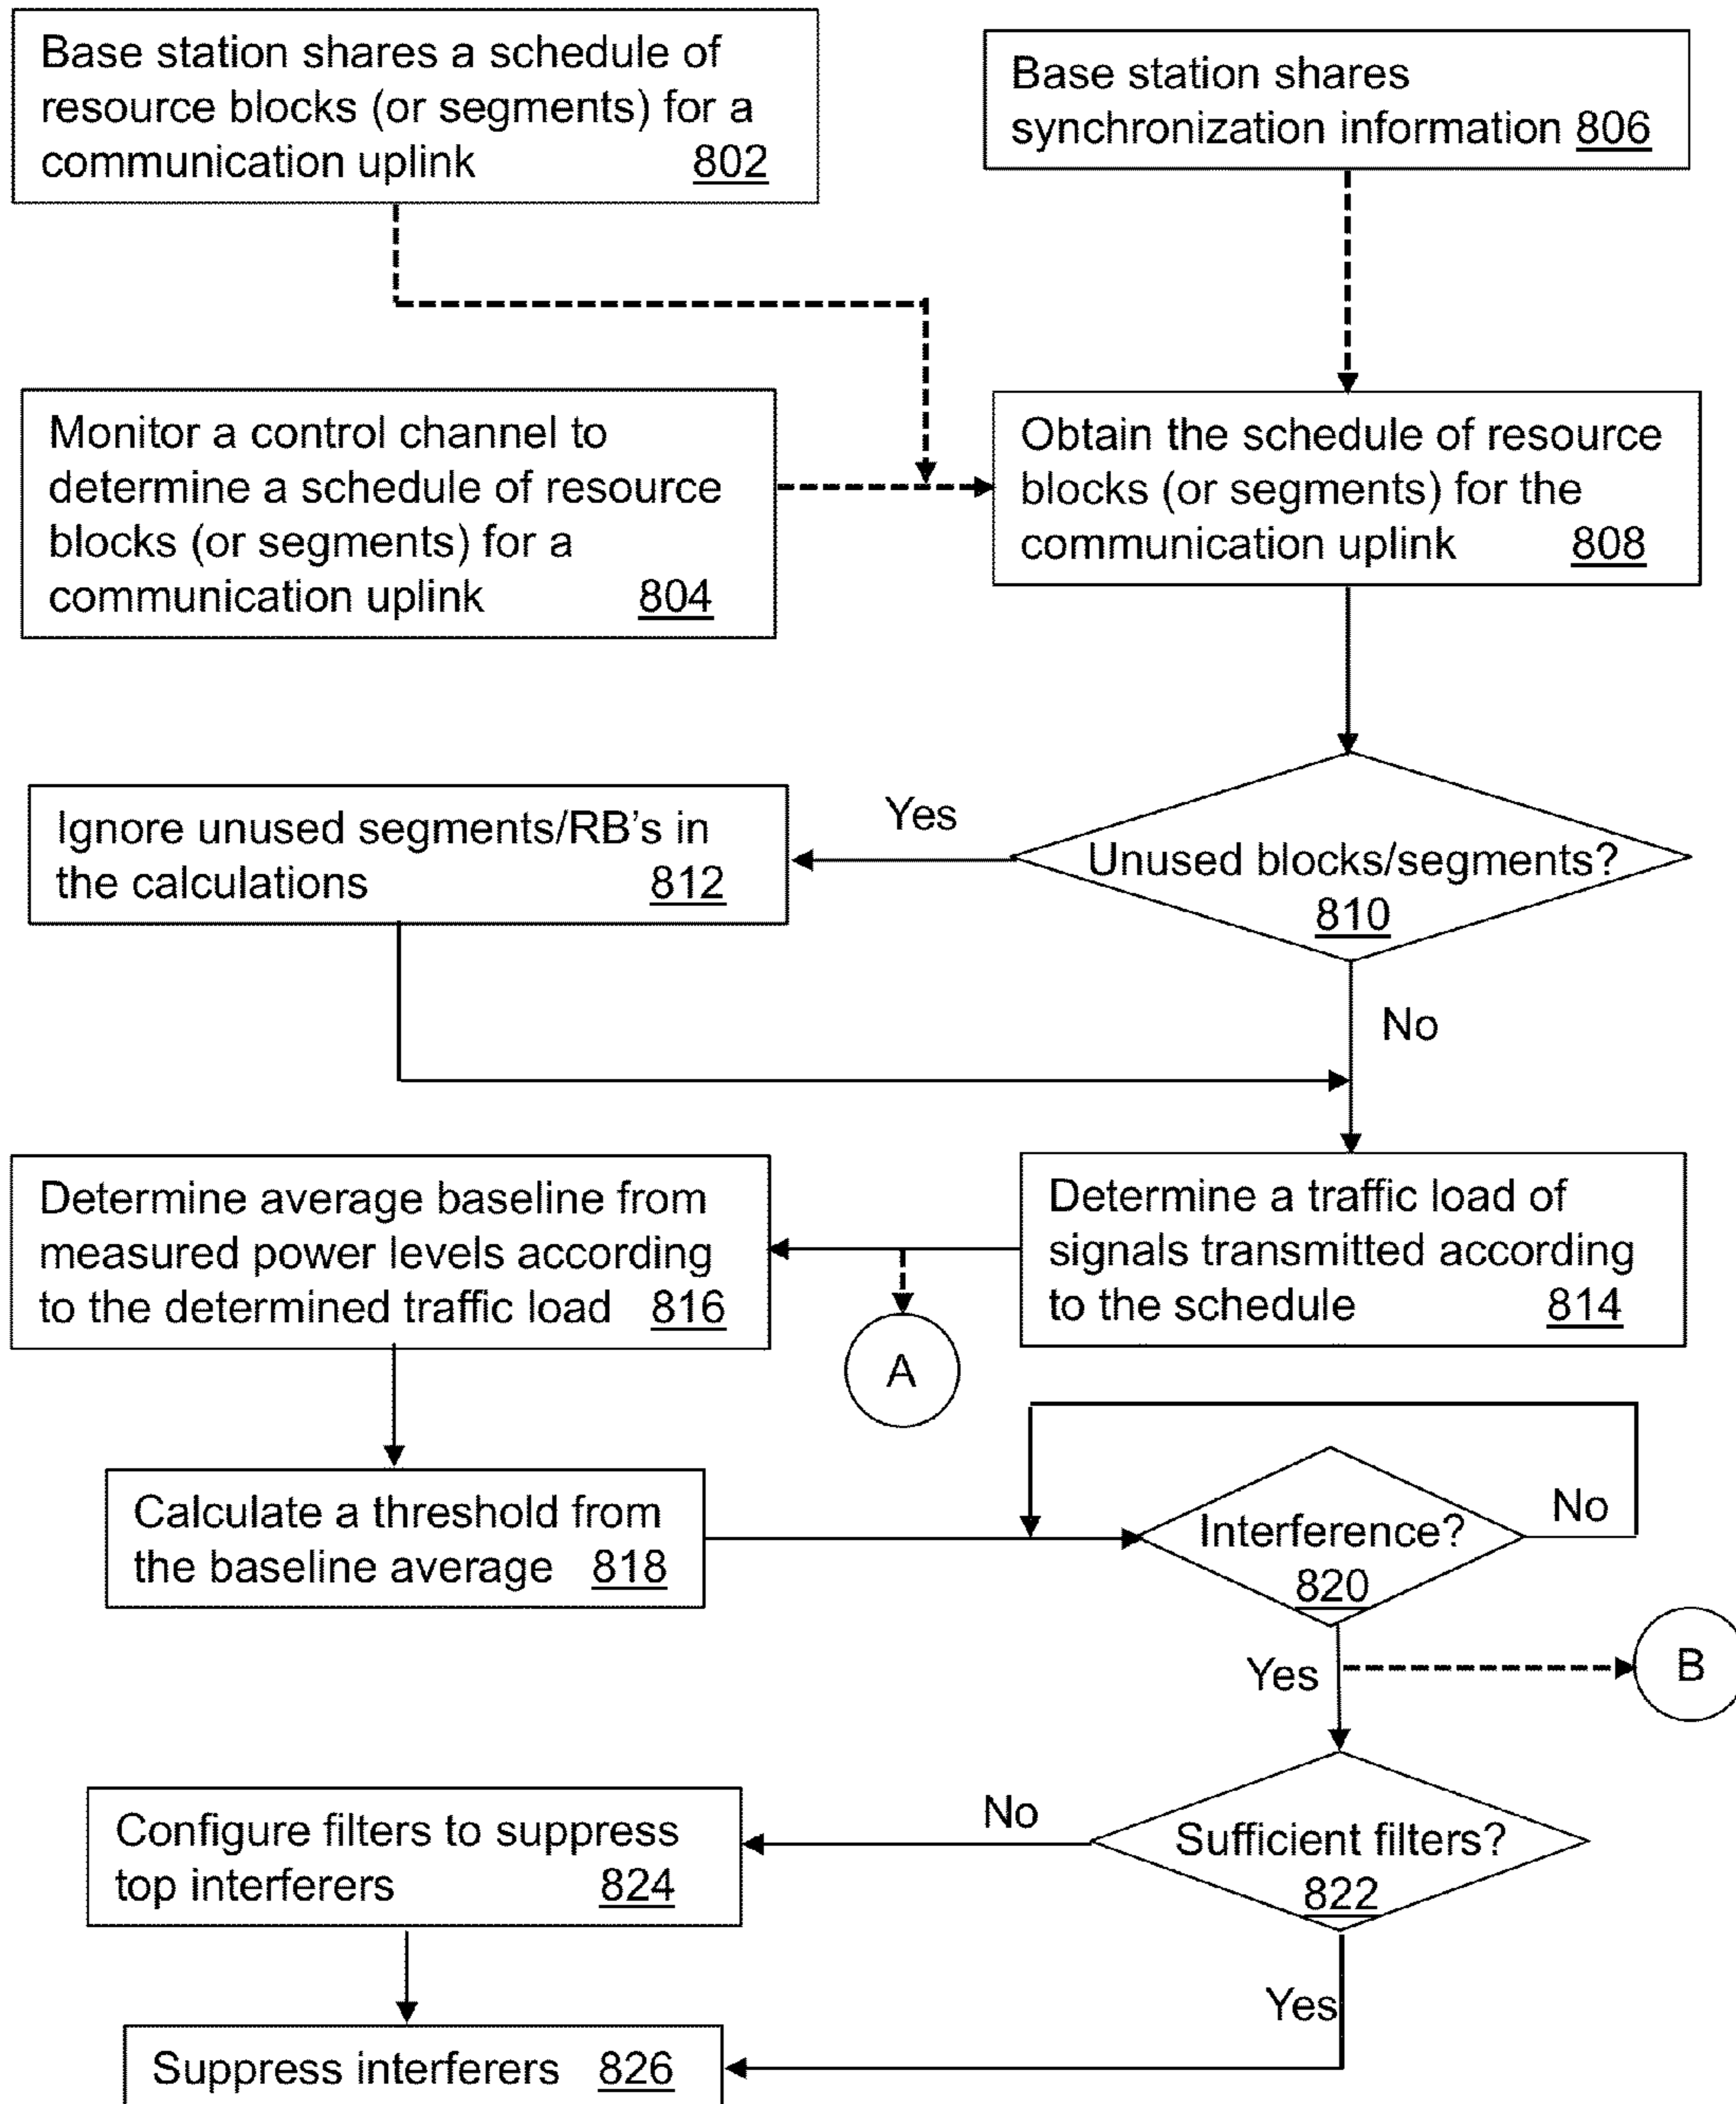 Base station shares a schedule of
resource blocks (or segments) for a
communication uplink 802
Base station shares
synchronization information 806
Monitor a control channel to
determine a schedule of resource
blocks (or segments) for a
communication uplink 804
Obtain the schedule of resource
blocks (or segments) for the
communication uplink 808
Yes
Ignore unused segments/RB's in
the calculations 812
Unused blocks/segments?
810
No
Determine average baseline from
measured power levels according
to the determined traffic load 816
Determine a traffic load of
signals transmitted according
to the schedule 814
A
Calculate a threshold from
the baseline average 818
Interference?
820
No
Yes
B
Configure filters to suppress
top interferers 824
No
Sufficient filters?
822
Yes
Suppress interferers 826